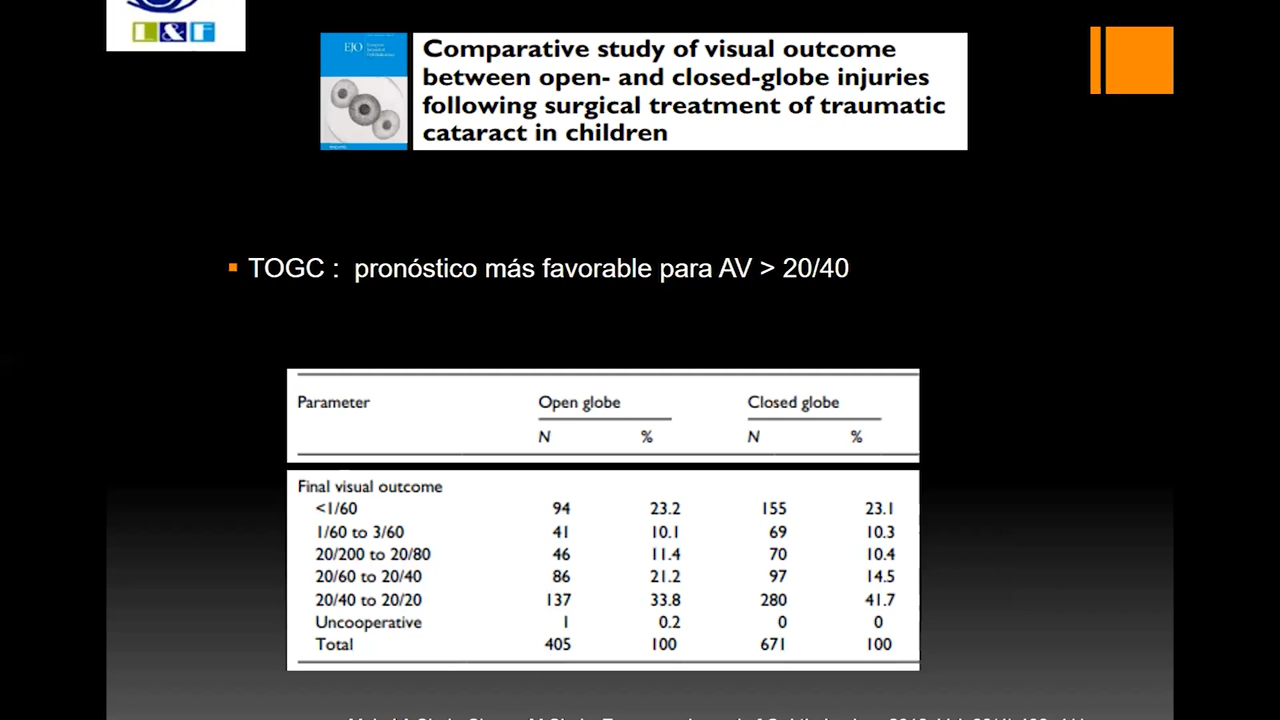 L&F
EJO
Comparative study of visual outcome
between open- and closed-globe injuries
following surgical treatment of traumatic
cataract in children
TOGC : pronóstico más favorable para AV > 20/40
Parameter Open globe Closed globe
N % N %
Final visual outcome
<1/60 94 23.2 155 23.1
1/60 to 3/60 41 10.1 69 10.3
20/200 to 20/80 46 11.4 70 10.4
20/60 to 20/40 86 21.2 97 14.5
20/40 to 20/20 137 33.8 280 41.7
Uncooperative 1 0.2 0 0
Total 405 100 671 100